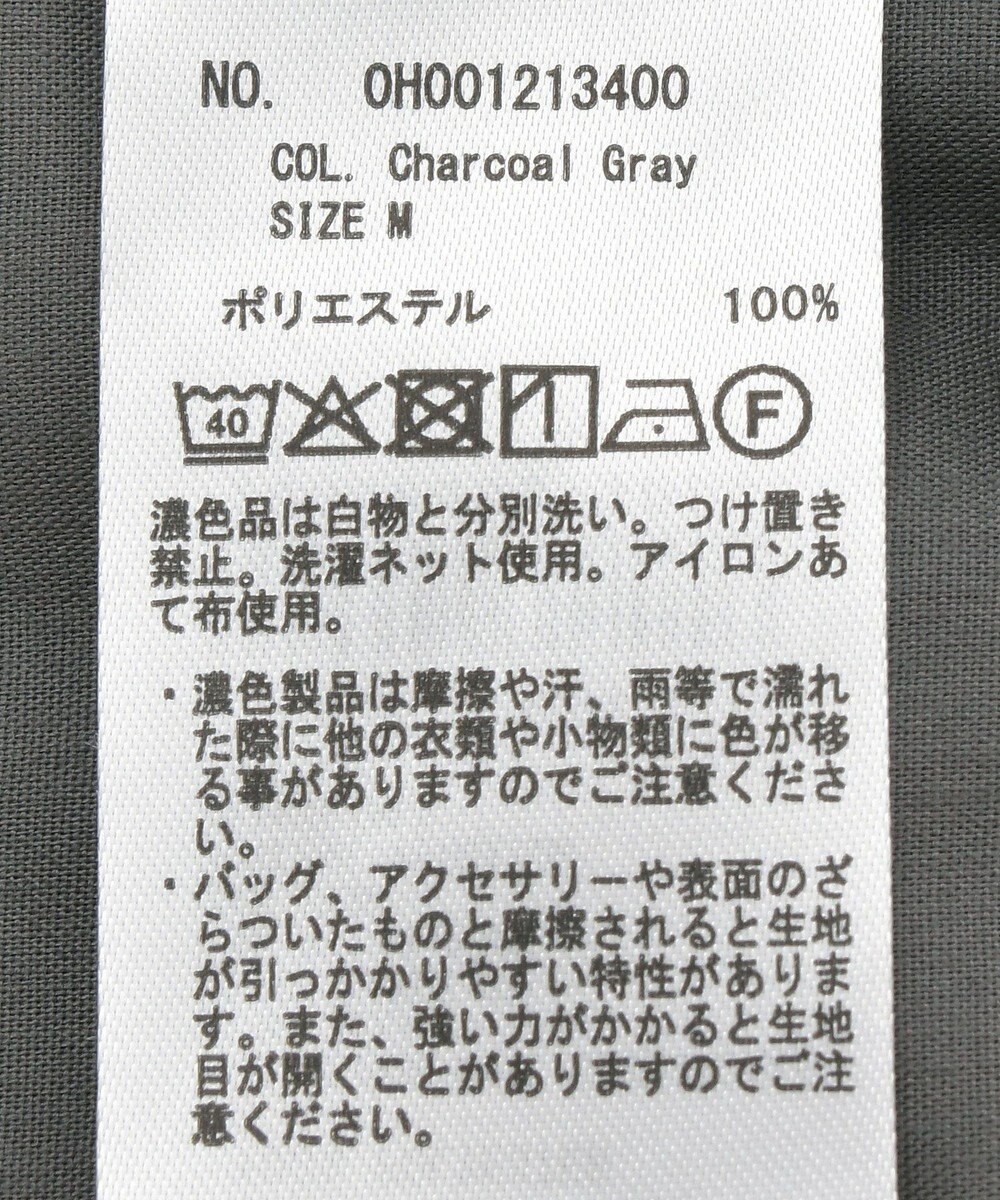 NO. 0H001213400
COL. Charcoal Gray
SIZE M
ポリエステル 100%
40 F
濃色品は白物と分別洗い。つけ置き
禁止。洗濯ネット使用。アイロンあ
て布使用。
・濃色製品は摩擦や汗、雨等で濡れ
た際に他の衣類や小物類に色が移
る事がありますのでご注意くださ
い。
・バッグ、アクセサリーや表面のざ
らついたものと摩擦されると生地
が引っかかりやすい特性がありま
す。また、強い力がかかると生地
目が開くことがありますのでご注
意ください。